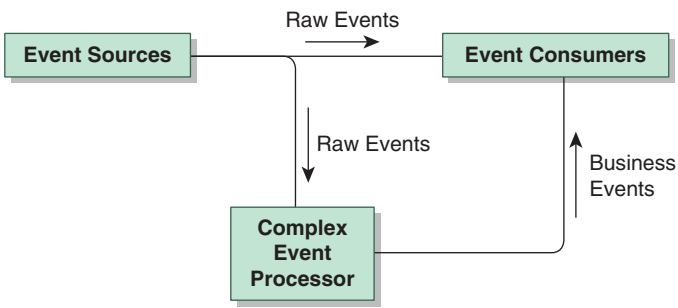 Raw Events
Event Sources
Event Consumers
Raw Events
Business
Events
Complex
Event
Processor